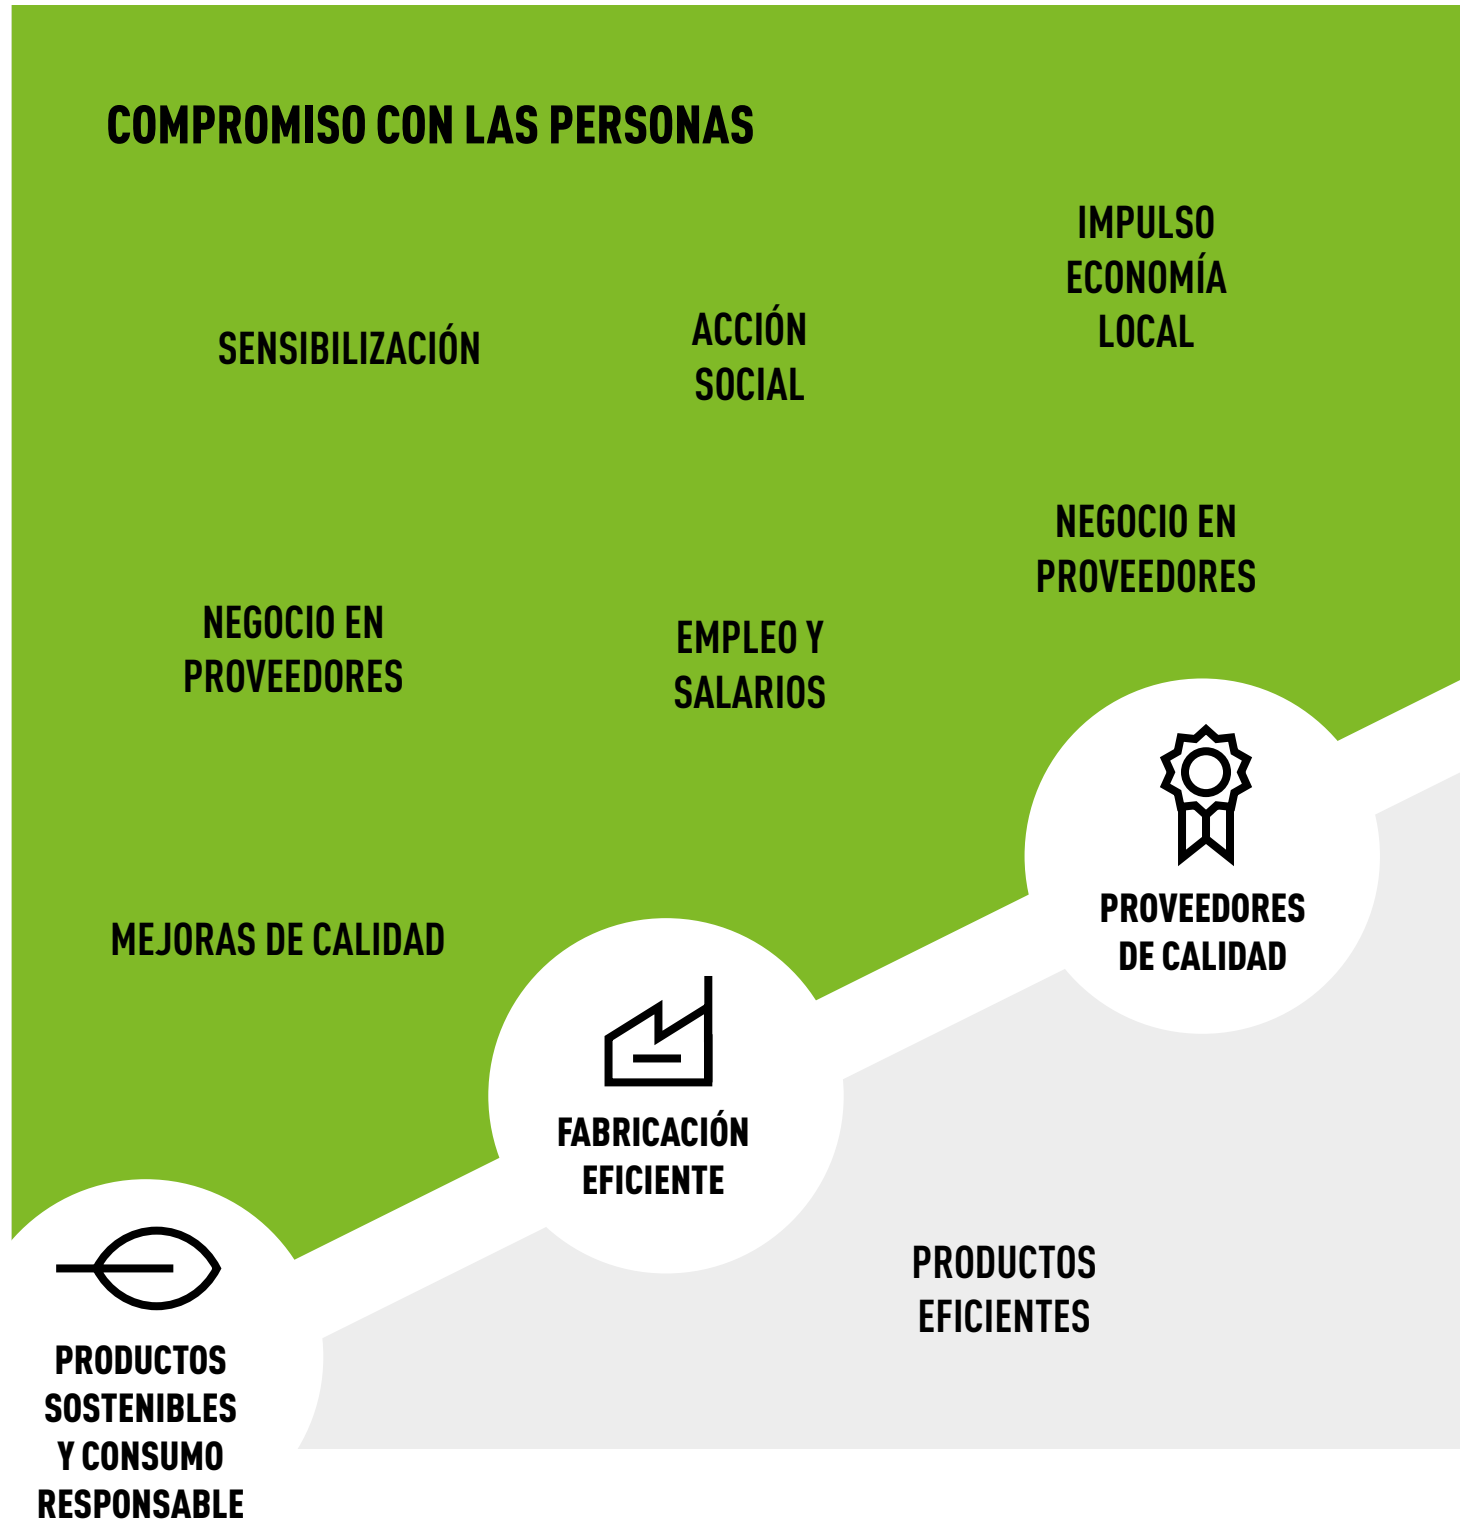 COMPROMISO CON LAS PERSONAS
IMPULSO
ECONOMÍA
LOCAL
SENSIBILIZACIÓN
ACCIÓN
SOCIAL
NEGOCIO EN
PROVEEDORES
NEGOCIO EN
PROVEEDORES
EMPLEO Y
SALARIOS
MEJORAS DE CALIDAD
PROVEEDORES
DE CALIDAD
FABRICACIÓN
EFICIENTE
PRODUCTOS
EFICIENTES
PRODUCTOS
SOSTENIBLES
Y CONSUMO
RESPONSABLE